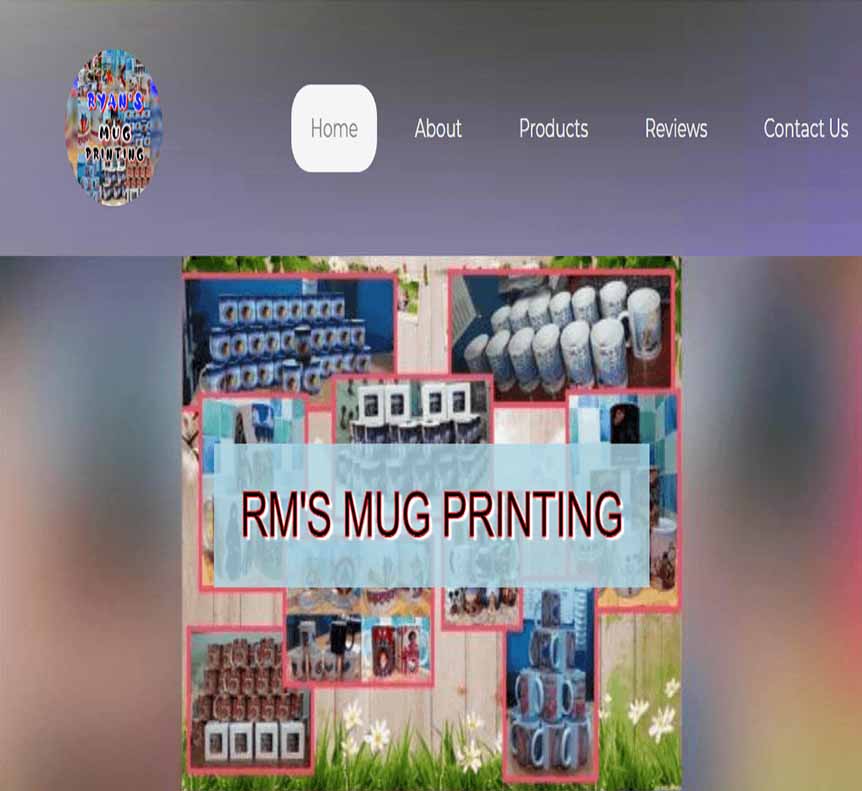 RYAN'S
MUG
PRINTING
Home
About
Products
Reviews
Contact Us
RM'S MUG PRINTING